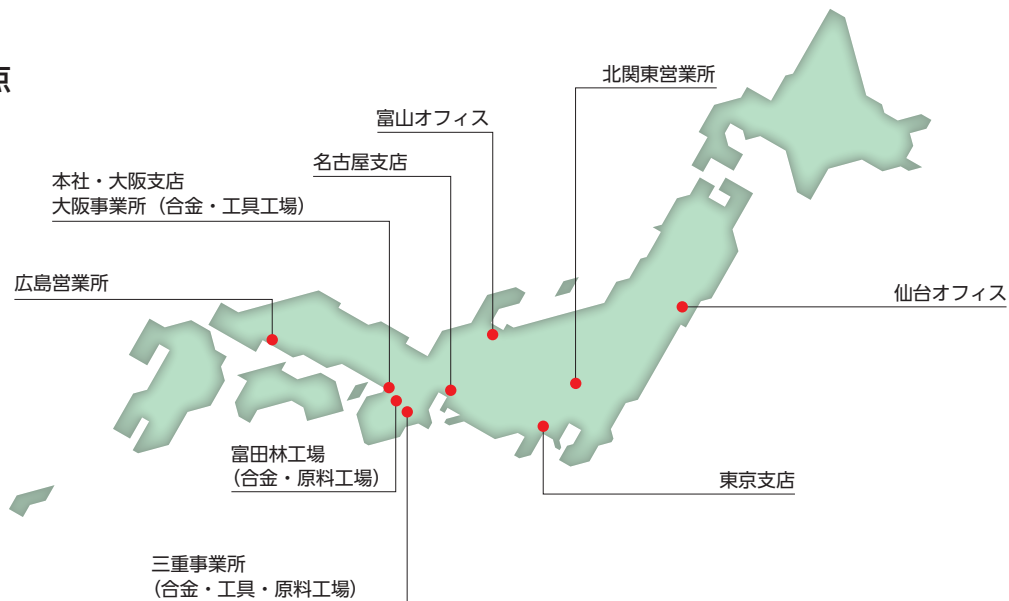 点
北関東営業所
富山オフィス
名古屋支店
本社・大阪支店
大阪事業所（合金・工具工場）
広島営業所
仙台オフィス
富田林工場
（合金・原料工場）
東京支店
三重事業所
（合金・工具・原料工場）